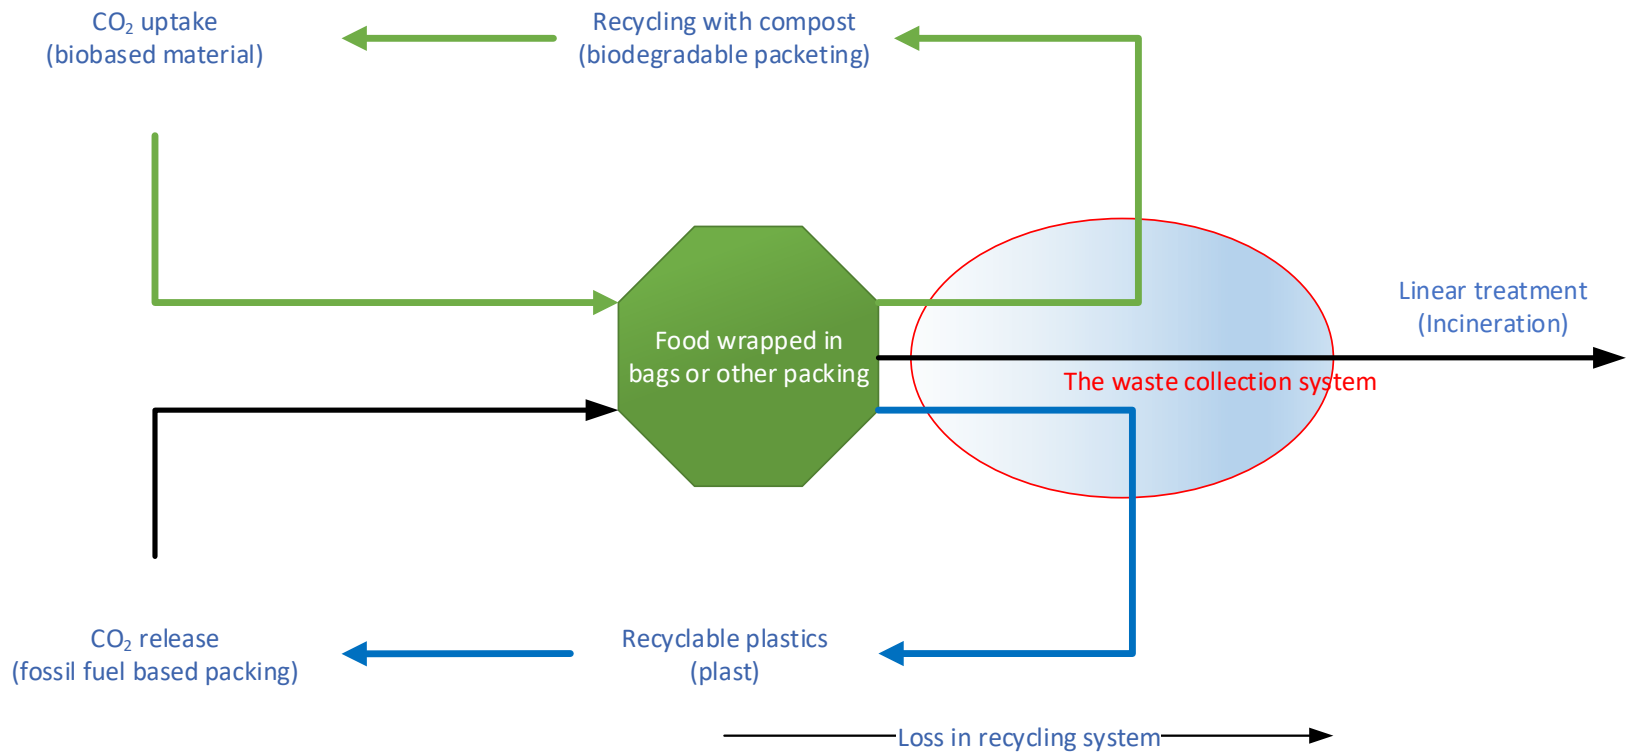 CO₂ uptake
(biobased material)
Recycling with compost
(biodegradable packeting)
Food wrapped in
bags or other packing
Linear treatment
(Incineration)
The waste collection system
CO₂ release
(fossil fuel based packing)
Recyclable plastics
(plast)
Loss in recycling system